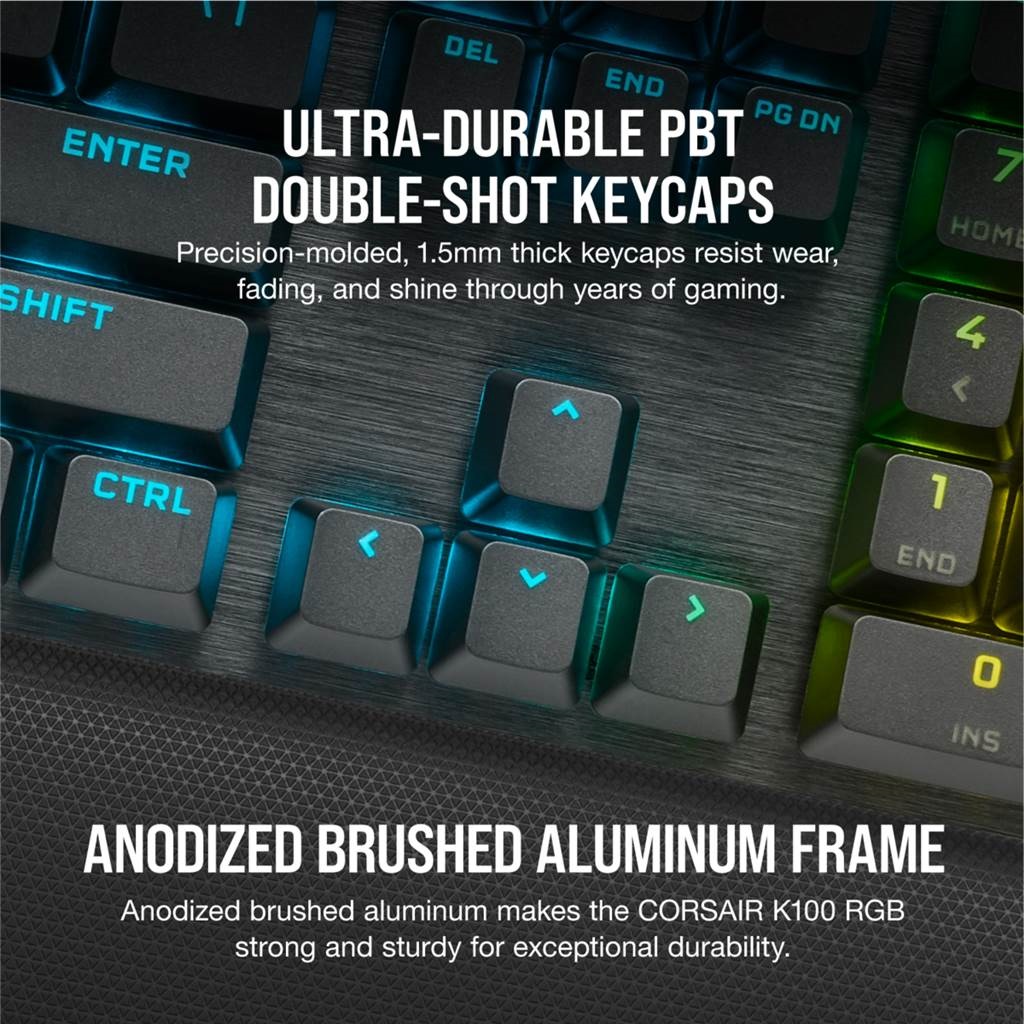 DEL
END
PG DN
ULTRA-DURABLE PBT
DOUBLE-SHOT KEYCAPS
ENTER
7
HOME
Precision-molded, 1.5mm thick keycaps resist wear,
fading, and shine through years of gaming.
SHIFT
4
<
^
CTRL
<
v
>
1
END
0
INS
ANODIZED BRUSHED ALUMINUM FRAME
Anodized brushed aluminum makes the CORSAIR K100 RGB
strong and sturdy for exceptional durability.